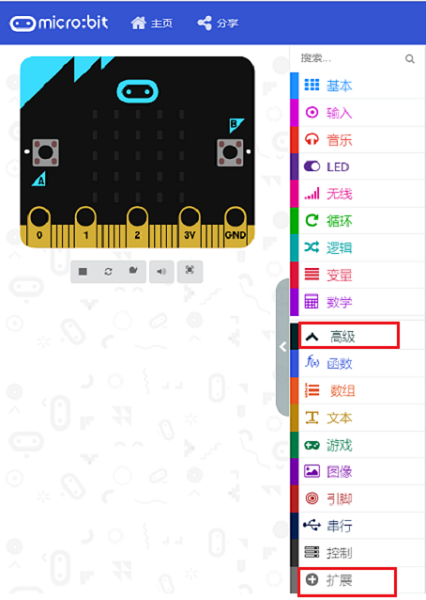 micro:bit 主页 分享
搜索...
基本
输入
音乐
LED
无线
循环
逻辑
变量
数学
高级
f(x) 函数
数组
T 文本
游戏
图像
引脚
串行
控制
扩展
B
A
0 1 2 3V GND